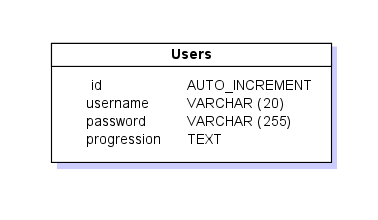 Users
id AUTO_INCREMENT
username VARCHAR (20)
password VARCHAR (255)
progression TEXT